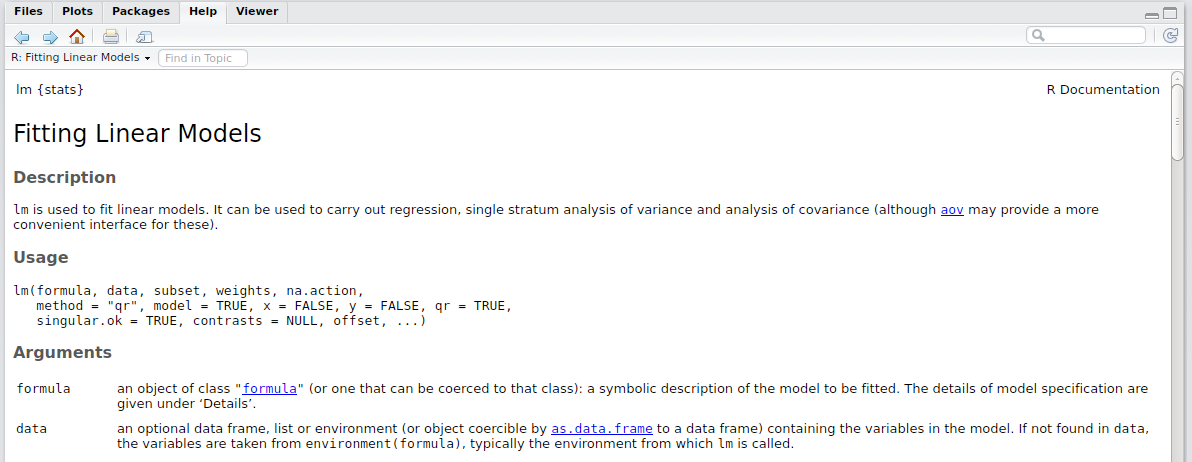 Files Plots Packages Help Viewer
R: Fitting Linear Models Find in Topic
lm {stats} R Documentation
Fitting Linear Models
Description
lm is used to fit linear models. It can be used to carry out regression, single stratum analysis of variance and analysis of covariance (although aov may provide a more
convenient interface for these).
Usage
lm(formula, data, subset, weights, na.action,
   method = "qr", model = TRUE, x = FALSE, y = FALSE, qr = TRUE,
   singular.ok = TRUE, contrasts = NULL, offset, ...)
Arguments
formula an object of class "formula" (or one that can be coerced to that class): a symbolic description of the model to be fitted. The details of model specification are
given under ‘Details’.
data an optional data frame, list or environment (or object coercible by as.data.frame to a data frame) containing the variables in the model. If not found in data,
the variables are taken from environment(formula), typically the environment from which lm is called.